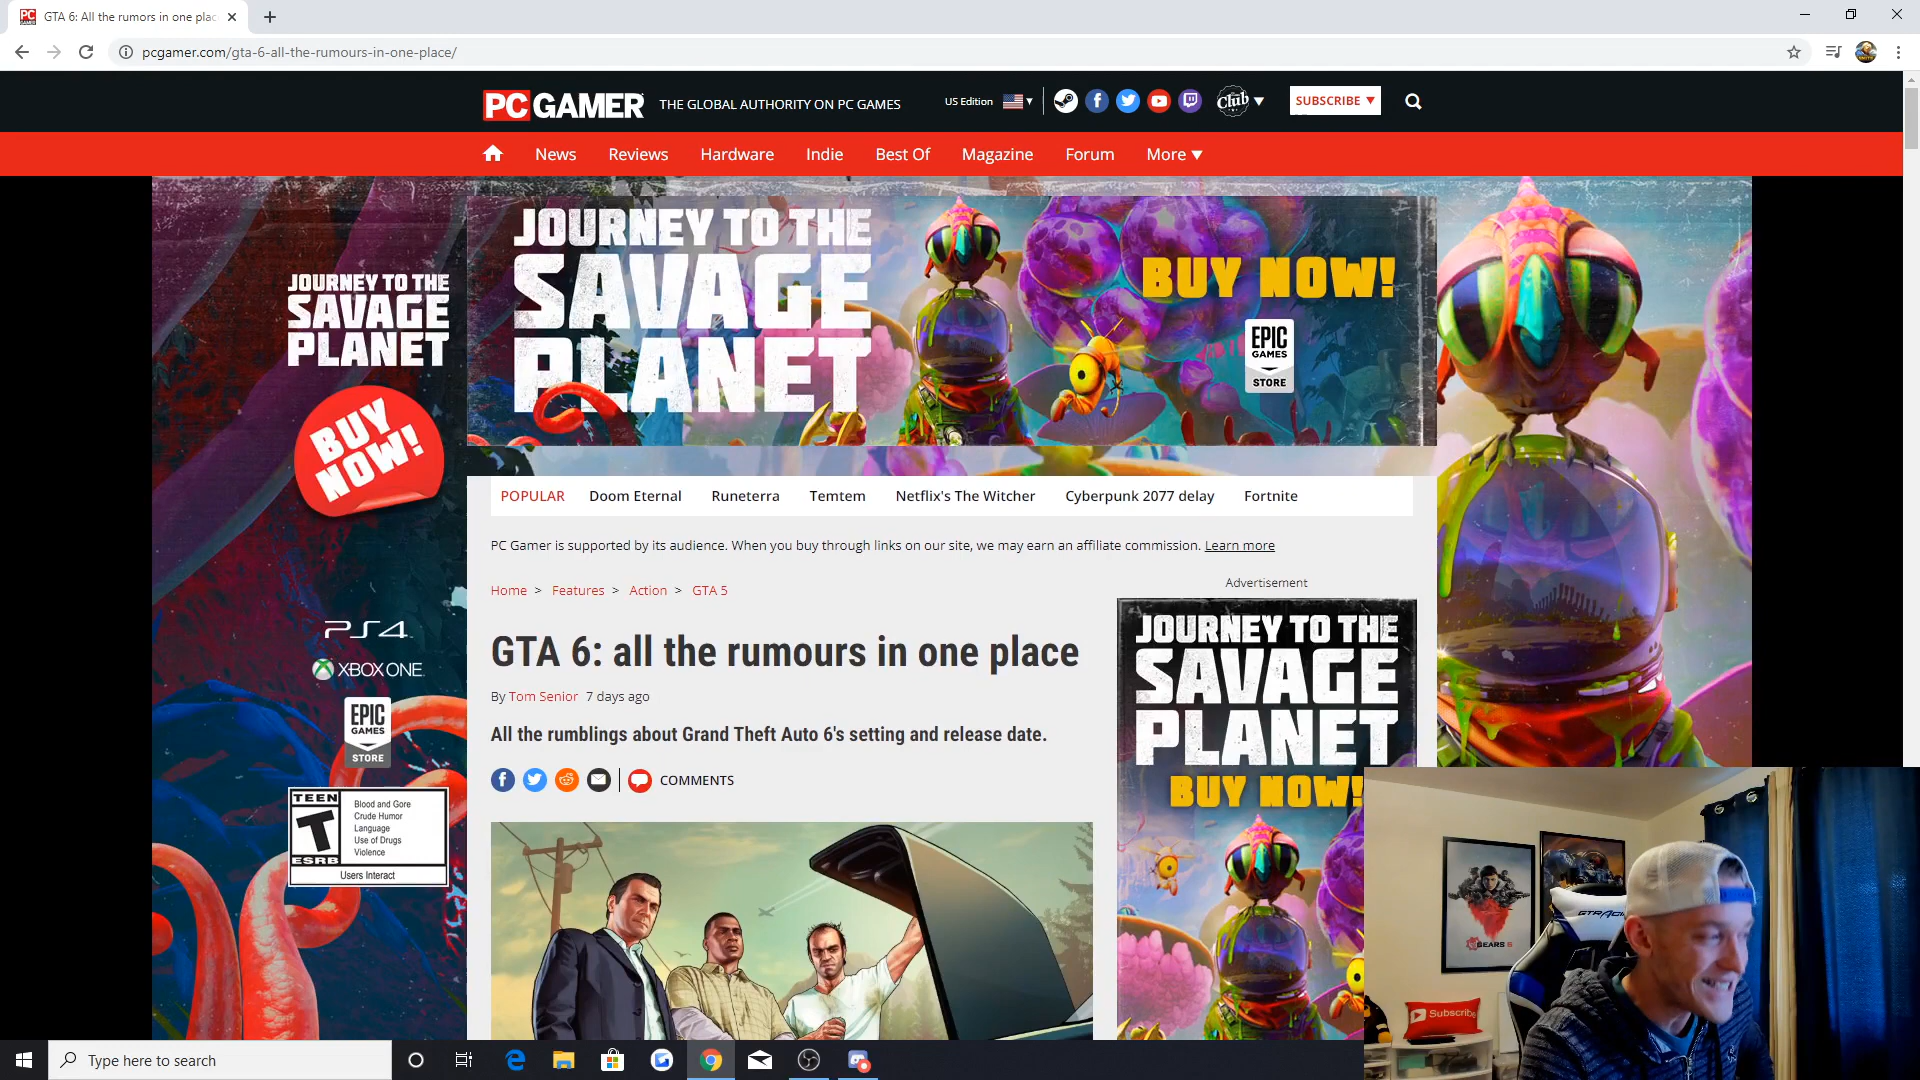 GTA 6: All the rumors in one plac
pcgamer.com/gta-6-all-the-rumours-in-one-place/
PC GAMER
THE GLOBAL AUTHORITY ON PC GAMES
US Edition
Club
SUBSCRIBE
News Reviews Hardware Indie Best Of Magazine Forum More
JOURNEY TO THE
SAVAGE
PLANET
BUY NOW!
EPIC
GAMES
STORE
JOURNEY TO THE
SAVAGE
PLANET
BUY
NOW!
PS4
XBOX ONE
EPIC
GAMES
STORE
TEEN
T
ESRB
Blood and Gore
Crude Humor
Language
Use of Drugs
Violence
Users Interact
POPULAR Doom Eternal Runeterra Temtem Netflix's The Witcher Cyberpunk 2077 delay Fortnite
PC Gamer is supported by its audience. When you buy through links on our site, we may earn an affiliate commission. Learn more
Home > Features > Action > GTA 5
GTA 6: all the rumours in one place
By Tom Senior 7 days ago
All the rumblings about Grand Theft Auto 6's setting and release date.
COMMENTS
Advertisement
JOURNEY TO THE
SAVAGE
PLANET
BUY NOW!
GEARS 5
Subscribe
Type here to search